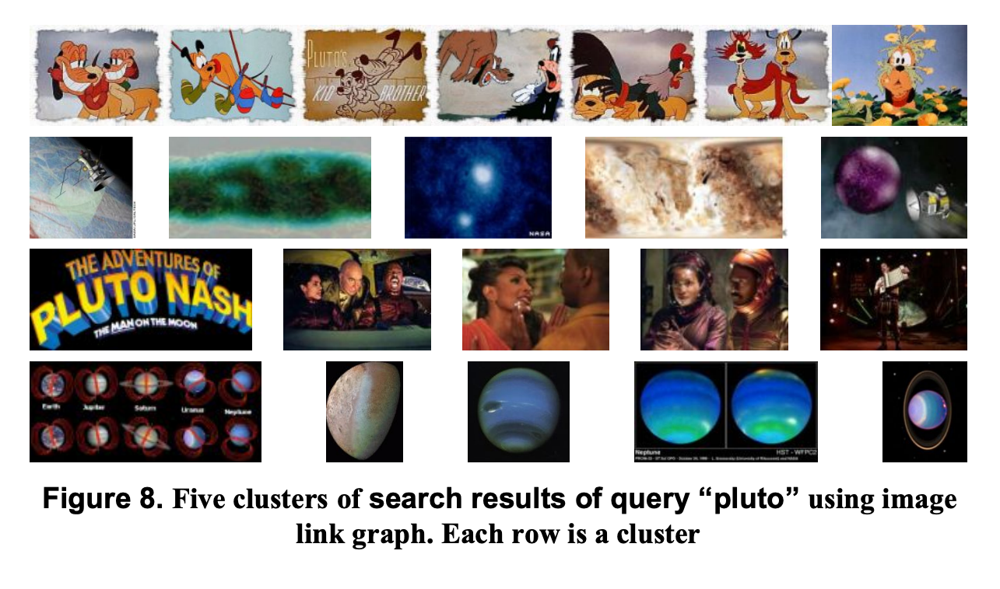 PLUTO'S
KID BROTHER
NASA
THE ADVENTURES OF
PLUTO NASH
THE MAN ON THE MOON
Earth Jupiter Saturn Uranus Neptune
Neptune HST - WFPC2
Figure 8. Five clusters of search results of query “pluto” using image
link graph. Each row is a cluster